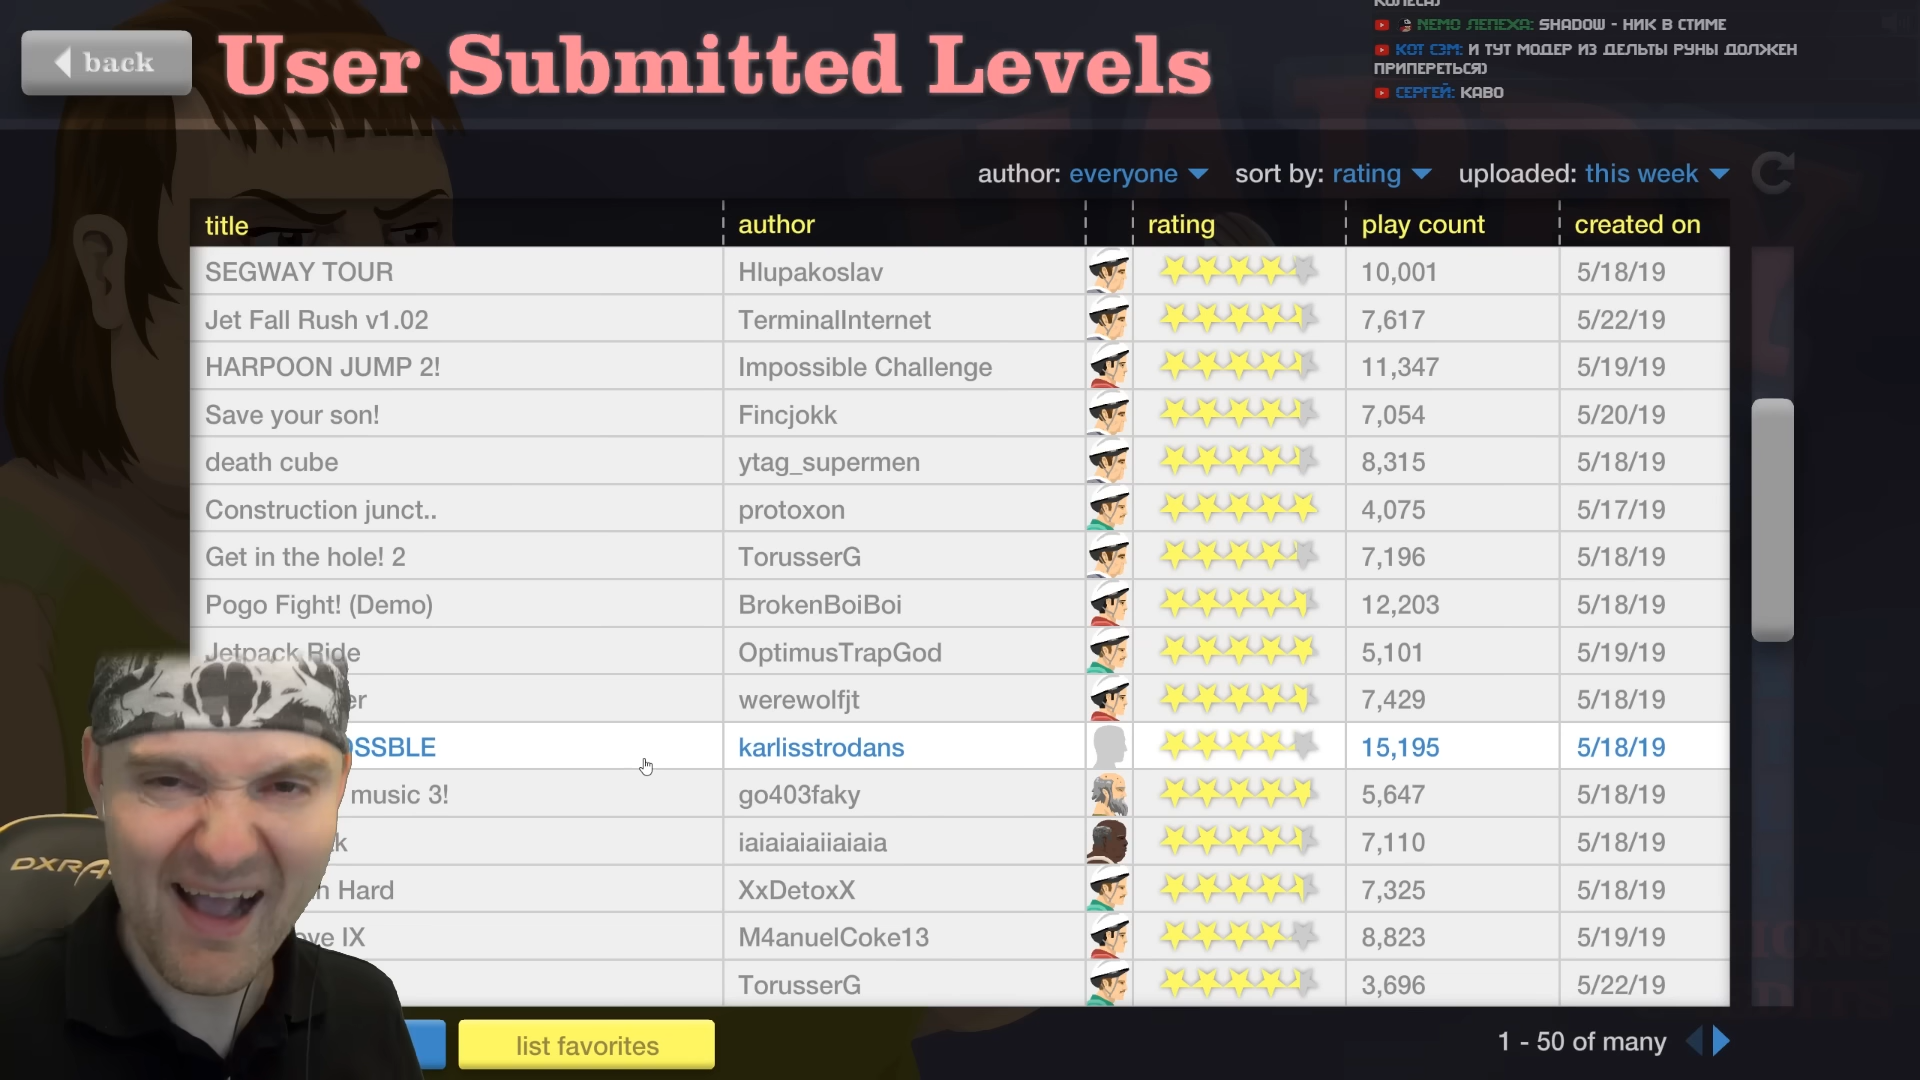 КОЛЕСА)
NEMO ЛЕПЕХА: SHADOW - НИК В СТИМЕ
КОТ СЭМ: И ТУТ МОДЕР ИЗ ДЕЛЬТЫ РУНЫ ДОЛЖЕН
ПРИПЕРЕТЬСЯ)
СЕРГЕЙ: КАВО
back
User Submitted Levels
author: everyone sort by: rating uploaded: this week
title author rating play count created on
SEGWAY TOUR Hlupakoslav 10,001 5/18/19
Jet Fall Rush v1.02 TerminalInternet 7,617 5/22/19
HARPOON JUMP 2! Impossible Challenge 11,347 5/19/19
Save your son! Fincjokk 7,054 5/20/19
death cube ytag_supermen 8,315 5/18/19
Construction junct.. protoxon 4,075 5/17/19
Get in the hole! 2 TorusserG 7,196 5/18/19
Pogo Fight! (Demo) BrokenBoiBoi 12,203 5/18/19
Jetpack Ride OptimusTrapGod 5,101 5/19/19
er werewolfjt 7,429 5/18/19
OSSBLE karlisstrodans 15,195 5/18/19
music 3! go403faky 5,647 5/18/19
k iaiaiaiaiiaiaia 7,110 5/18/19
n Hard XxDetoxX 7,325 5/18/19
ove IX M4anuelCoke13 8,823 5/19/19
TorusserG 3,696 5/22/19
list favorites
1 - 50 of many